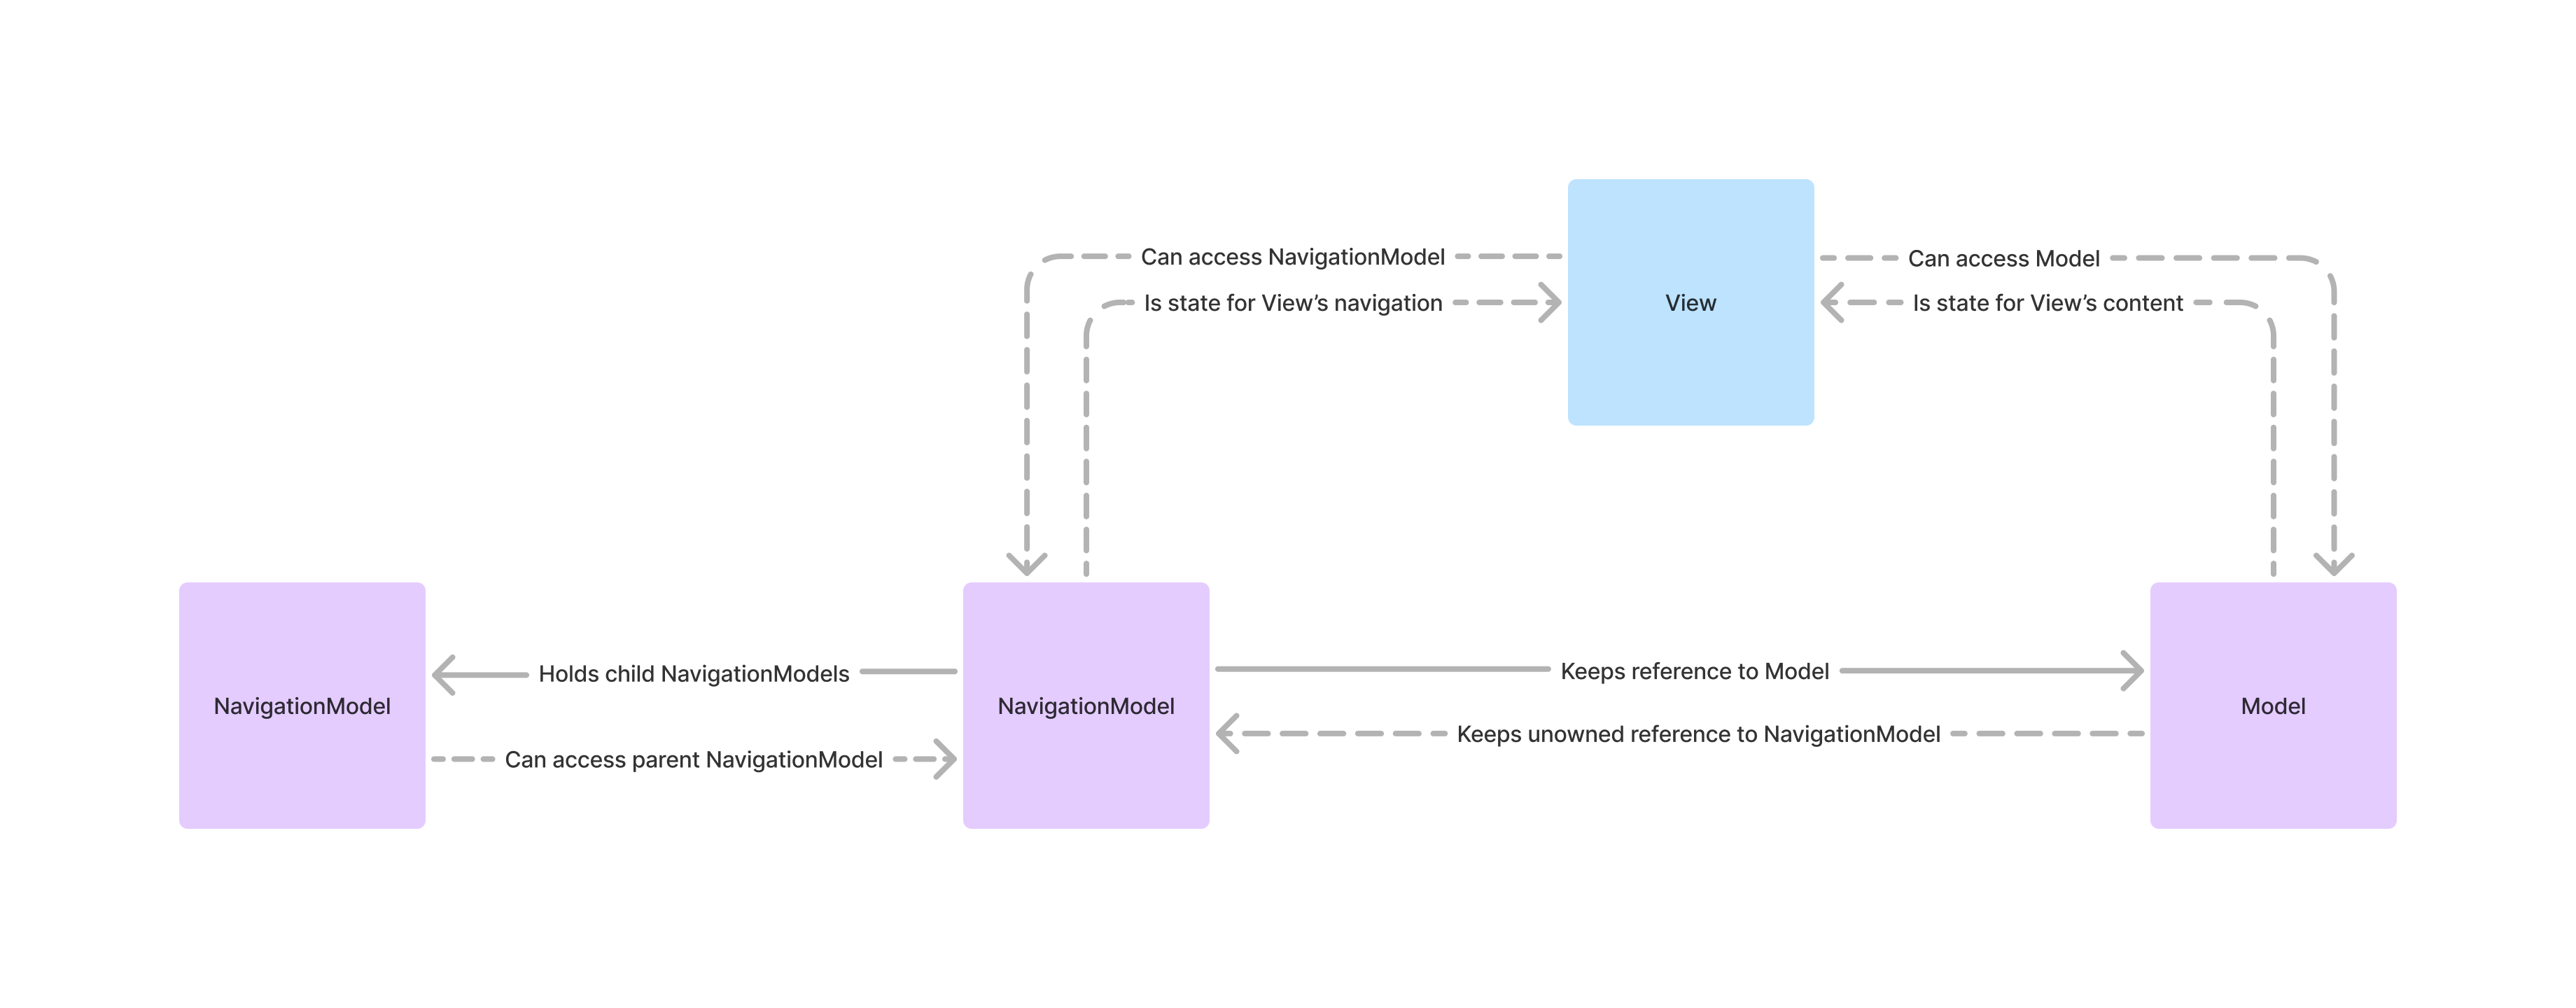 Can access NavigationModel
Can access Model
Is state for View’s navigation
View
Is state for View’s content
Holds child NavigationModels
Keeps reference to Model
NavigationModel
NavigationModel
Model
Can access parent NavigationModel
Keeps unowned reference to NavigationModel